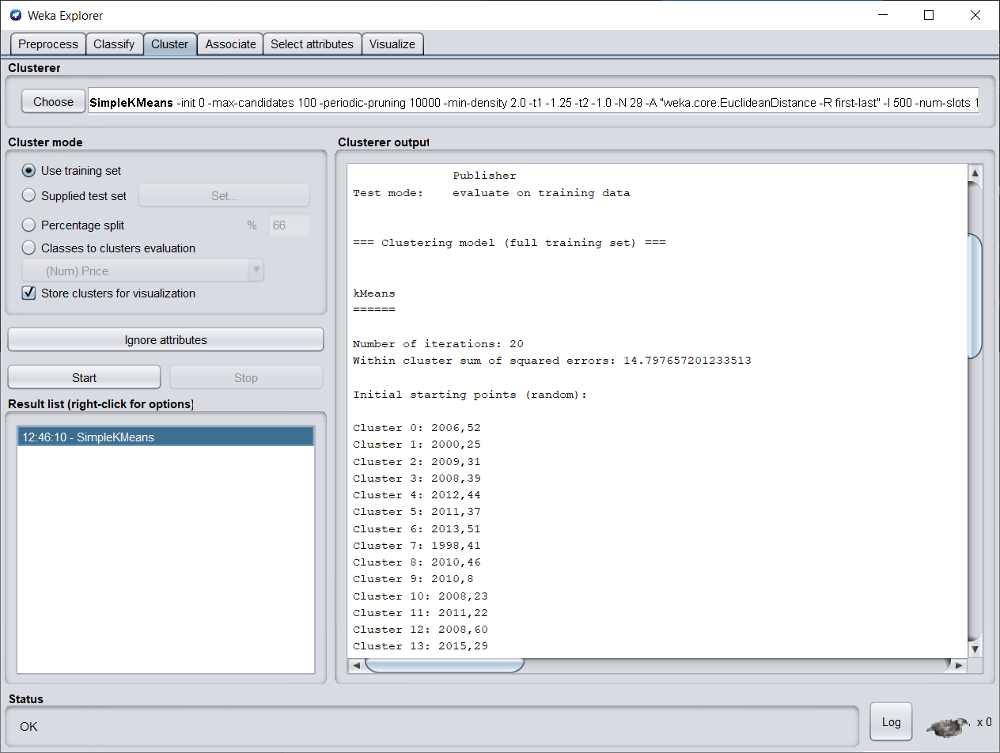 Weka Explorer
Preprocess Classify Cluster Associate Select attributes Visualize
Clusterer
Choose SimpleKMeans -init 0 -max-candidates 100 -periodic-pruning 10000 -min-density 2.0 -t1 -1.25 -t2 -1.0 -N 29 -A "weka.core.EuclideanDistance -R first-last" -I 500 -num-slots 1
Cluster mode
Use training set
Supplied test set Set...
Percentage split % 66
Classes to clusters evaluation
(Num) Price
Store clusters for visualization
Ignore attributes
Start Stop
Result list (right-click for options)
12:46:10 - SimpleKMeans
Clusterer output
Publisher
Test mode: evaluate on training data
=== Clustering model (full training set) ===
kMeans
======
Number of iterations: 20
Within cluster sum of squared errors: 14.797657201233513
Initial starting points (random):
Cluster 0: 2006,52
Cluster 1: 2000,25
Cluster 2: 2009,31
Cluster 3: 2008,39
Cluster 4: 2012,44
Cluster 5: 2011,37
Cluster 6: 2013,51
Cluster 7: 1998,41
Cluster 8: 2010,46
Cluster 9: 2010,8
Cluster 10: 2008,23
Cluster 11: 2011,22
Cluster 12: 2008,60
Cluster 13: 2015,29
Status
OK
Log x 0